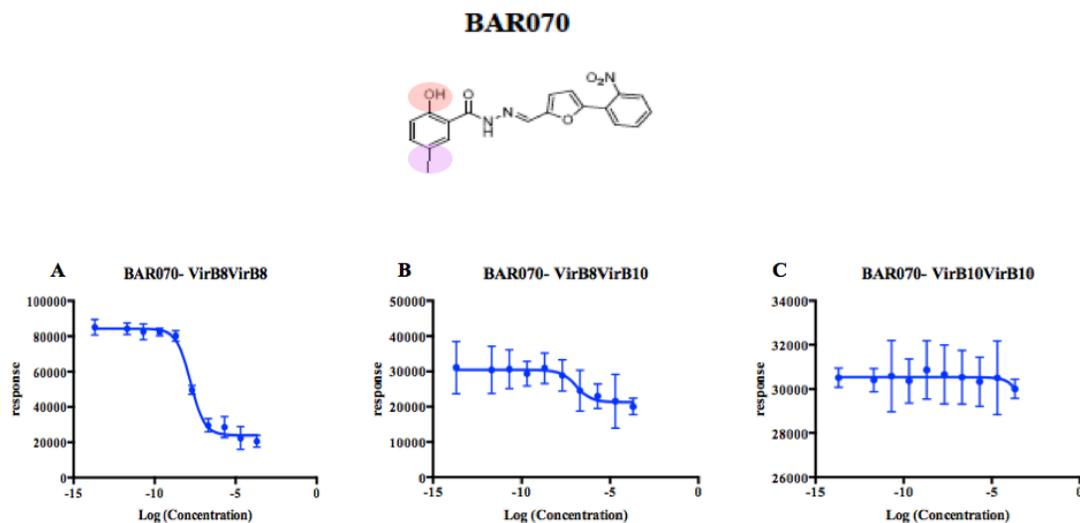 BAR070
O₂N
OH
O
N
N
H
O
I
A
BAR070- VirB8VirB8
100000
80000
60000
40000
20000
0
response
-15
-10
-5
0
Log (Concentration)
B
BAR070- VirB8VirB10
50000
40000
30000
20000
10000
0
response
-15
-10
-5
0
Log (Concentration)
C
BAR070- VirB10VirB10
34000
32000
30000
28000
26000
response
-15
-10
-5
0
Log (Concentration)